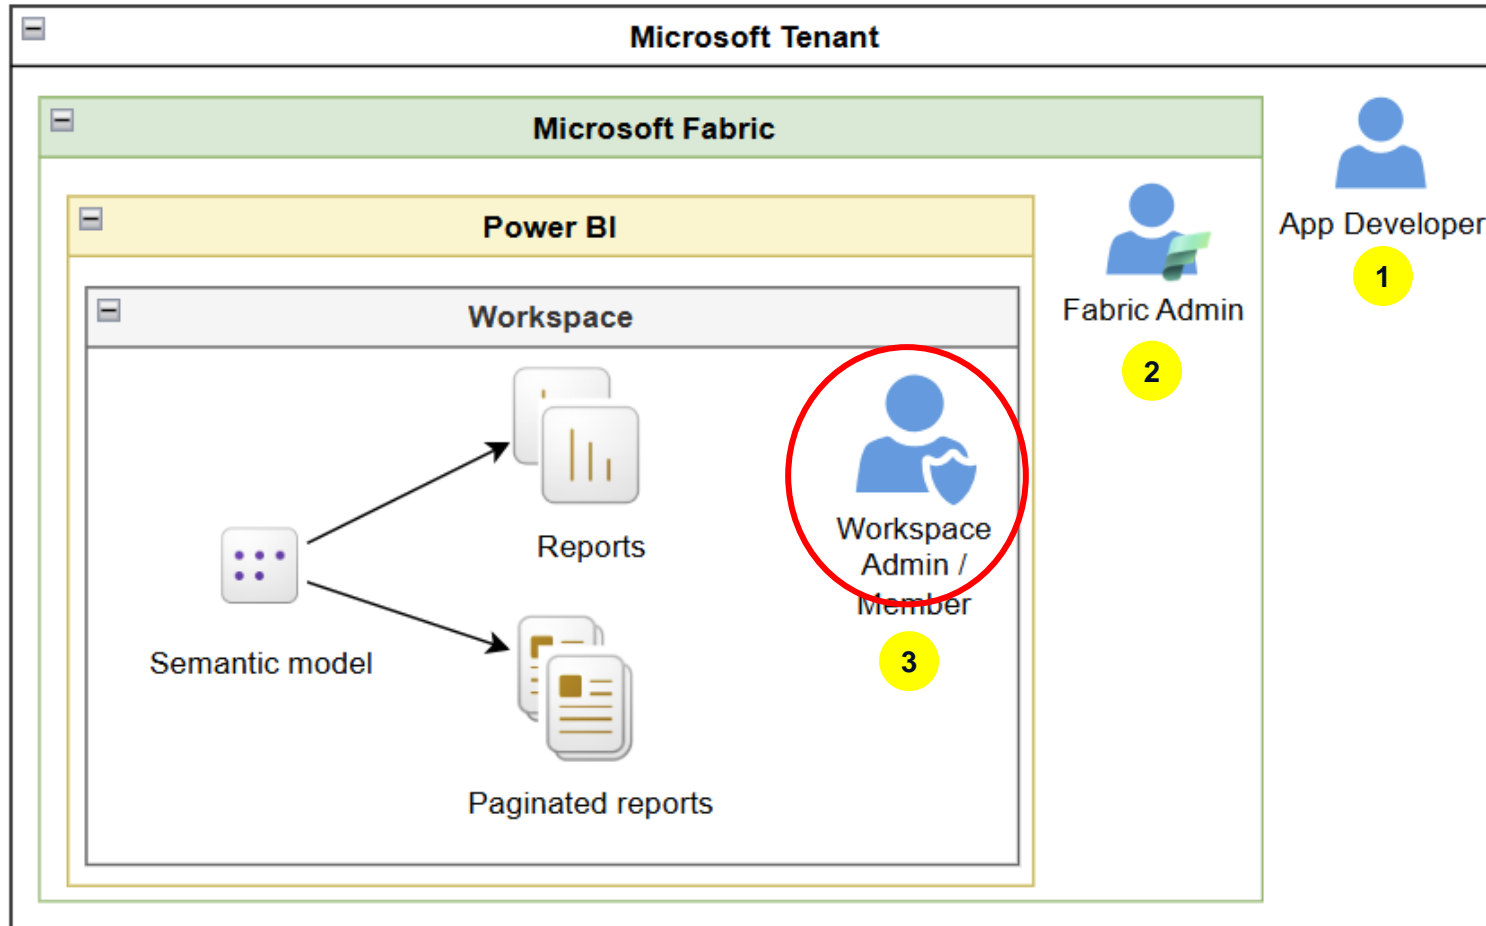 Microsoft Tenant
Microsoft Fabric
App Developer
1
Power BI
Fabric Admin
2
Workspace
Reports
Workspace
Admin /
Member
3
Semantic model
Paginated reports